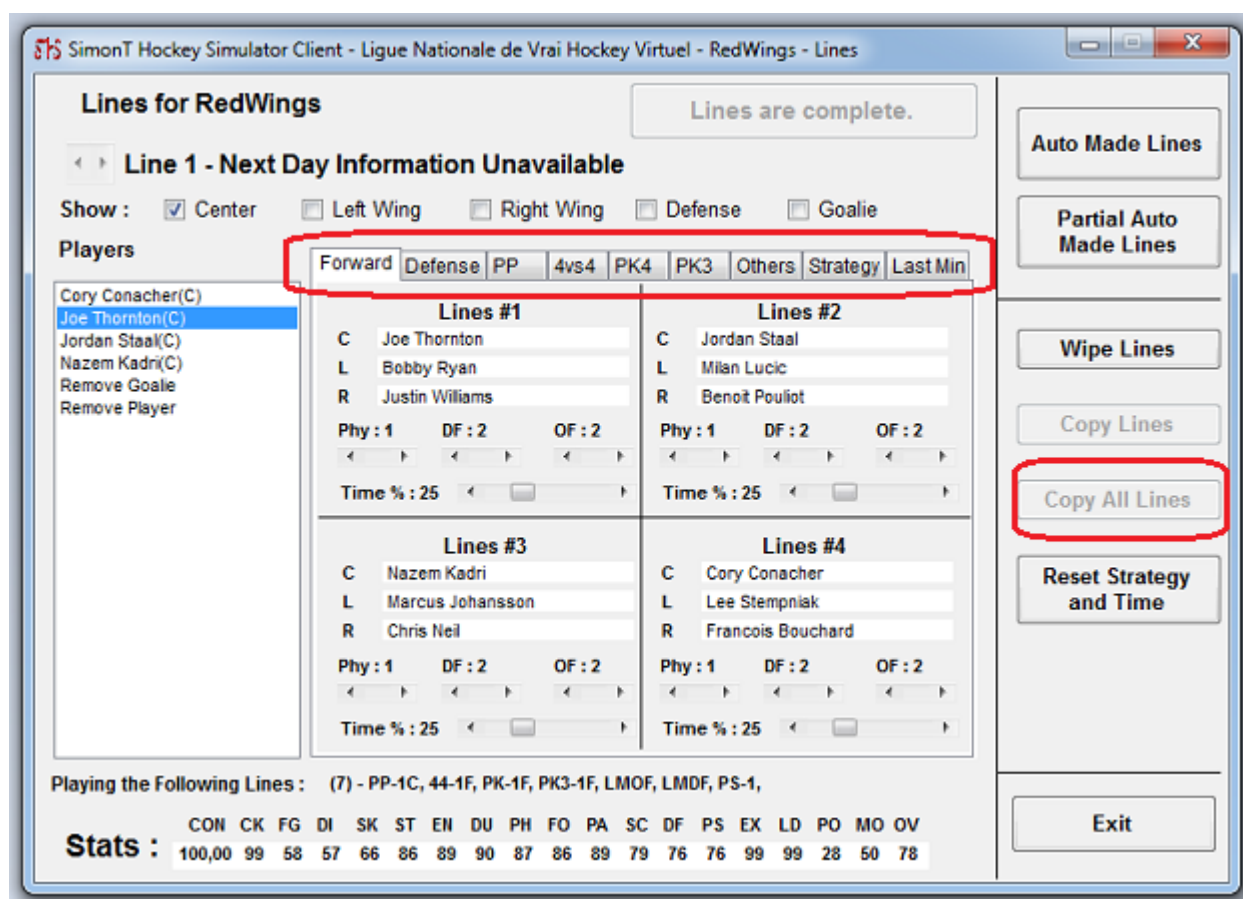 SimonT Hockey Simulator Client - Ligue Nationale de Vrai Hockey Virtuel - RedWings - Lines
Lines for RedWings
Lines are complete.
Line 1 - Next Day Information Unavailable
Show : Center Left Wing Right Wing Defense Goalie
Players
Forward Defense PP 4vs4 PK4 PK3 Others Strategy Last Min
Cory Conacher(C)
Joe Thornton(C)
Jordan Staal(C)
Nazem Kadri(C)
Remove Goalie
Remove Player
Lines #1
C Joe Thornton
L Bobby Ryan
R Justin Williams
Phy : 1 DF : 2 OF : 2
Time % : 25
Lines #2
C Jordan Staal
L Milan Lucic
R Benoit Pouliot
Phy : 1 DF : 2 OF : 2
Time % : 25
Lines #3
C Nazem Kadri
L Marcus Johansson
R Chris Neil
Phy : 1 DF : 2 OF : 2
Time % : 25
Lines #4
C Cory Conacher
L Lee Stempniak
R Francois Bouchard
Phy : 1 DF : 2 OF : 2
Time % : 25
Playing the Following Lines : (7) - PP-1C, 44-1F, PK-1F, PK3-1F, LMOF, LMDF, PS-1,
Stats :
CON CK FG DI SK ST EN DU PH FO PA SC DF PS EX LD PO MO OV
100,00 99 58 57 66 86 89 90 87 86 89 79 76 76 99 99 28 50 78
Auto Made Lines
Partial Auto
Made Lines
Wipe Lines
Copy Lines
Copy All Lines
Reset Strategy
and Time
Exit